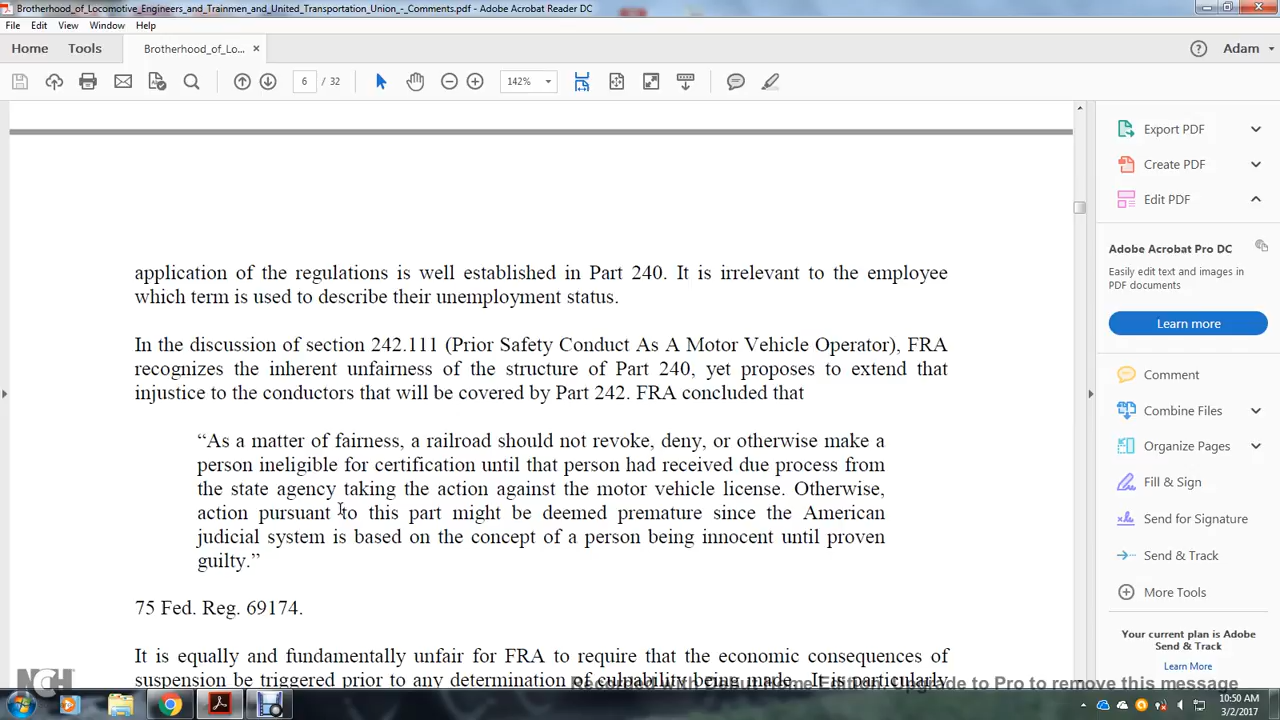 Brotherhood_of_Locomotive_Engineers_and_Trainmen_and_United_Transportation_Union_-_Comments.pdf - Adobe Acrobat Reader DC
File Edit View Window Help
Home Tools Brotherhood_of_Lo... × Adam
6 / 32 142%
application of the regulations is well established in Part 240. It is irrelevant to the employee
which term is used to describe their unemployment status.
In the discussion of section 242.111 (Prior Safety Conduct As A Motor Vehicle Operator), FRA
recognizes the inherent unfairness of the structure of Part 240, yet proposes to extend that
injustice to the conductors that will be covered by Part 242. FRA concluded that
“As a matter of fairness, a railroad should not revoke, deny, or otherwise make a
person ineligible for certification until that person had received due process from
the state agency taking the action against the motor vehicle license. Otherwise,
action pursuant to this part might be deemed premature since the American
judicial system is based on the concept of a person being innocent until proven
guilty.”
75 Fed. Reg. 69174.
It is equally and fundamentally unfair for FRA to require that the economic consequences of
suspension be triggered prior to any determination of culpability being made. It is particularly
Export PDF
Create PDF
Edit PDF
Adobe Acrobat Pro DC
Easily edit text and images in
PDF documents
Learn more
Comment
Combine Files
Organize Pages
Fill & Sign
Send for Signature
Send & Track
More Tools
Your current plan is Adobe
Send & Track
Learn More
NCH
to Pro to remove this message
10:50 AM
3/2/2017